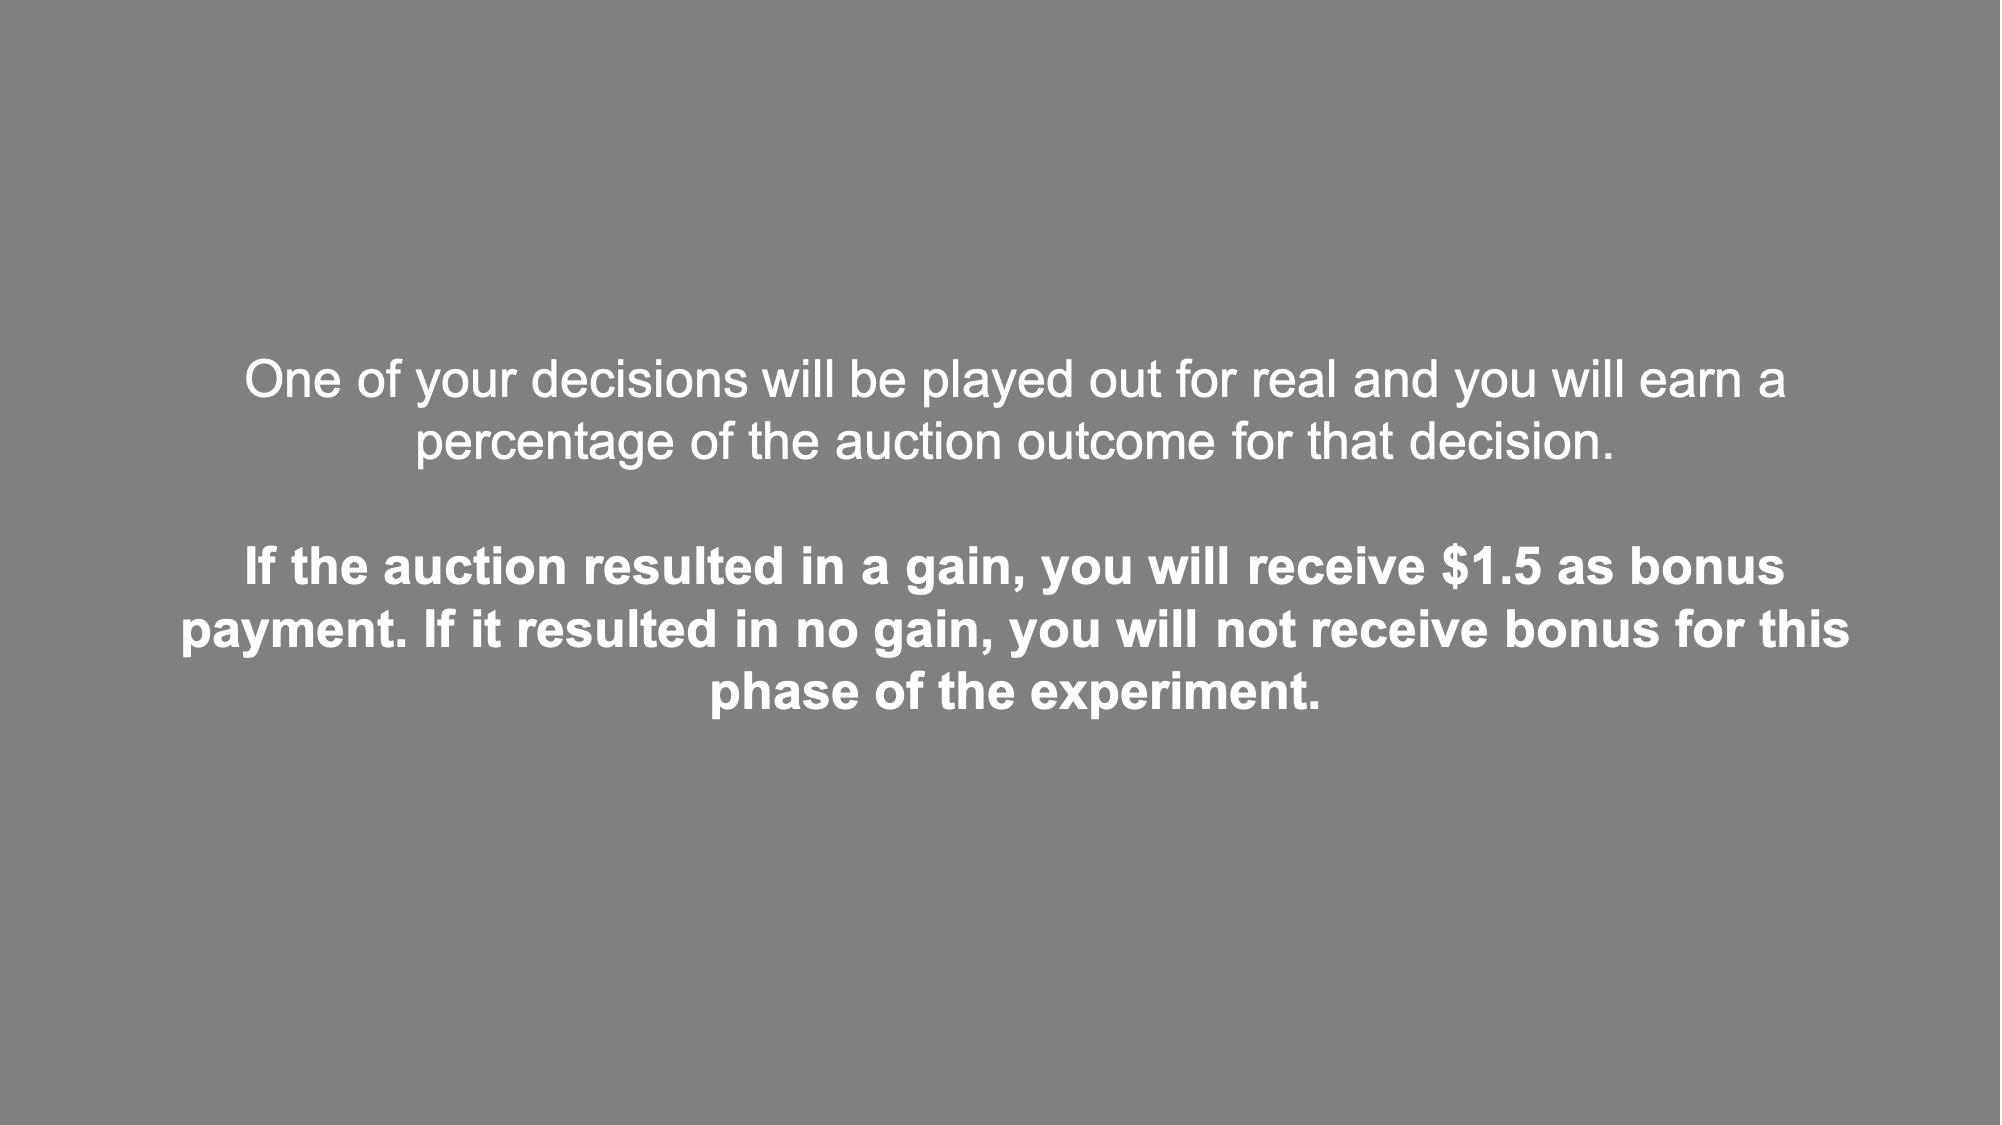 One of your decisions will be played out for real and you will earn a
percentage of the auction outcome for that decision.
If the auction resulted in a gain, you will receive $1.5 as bonus
payment. If it resulted in no gain, you will not receive bonus for this
phase of the experiment.